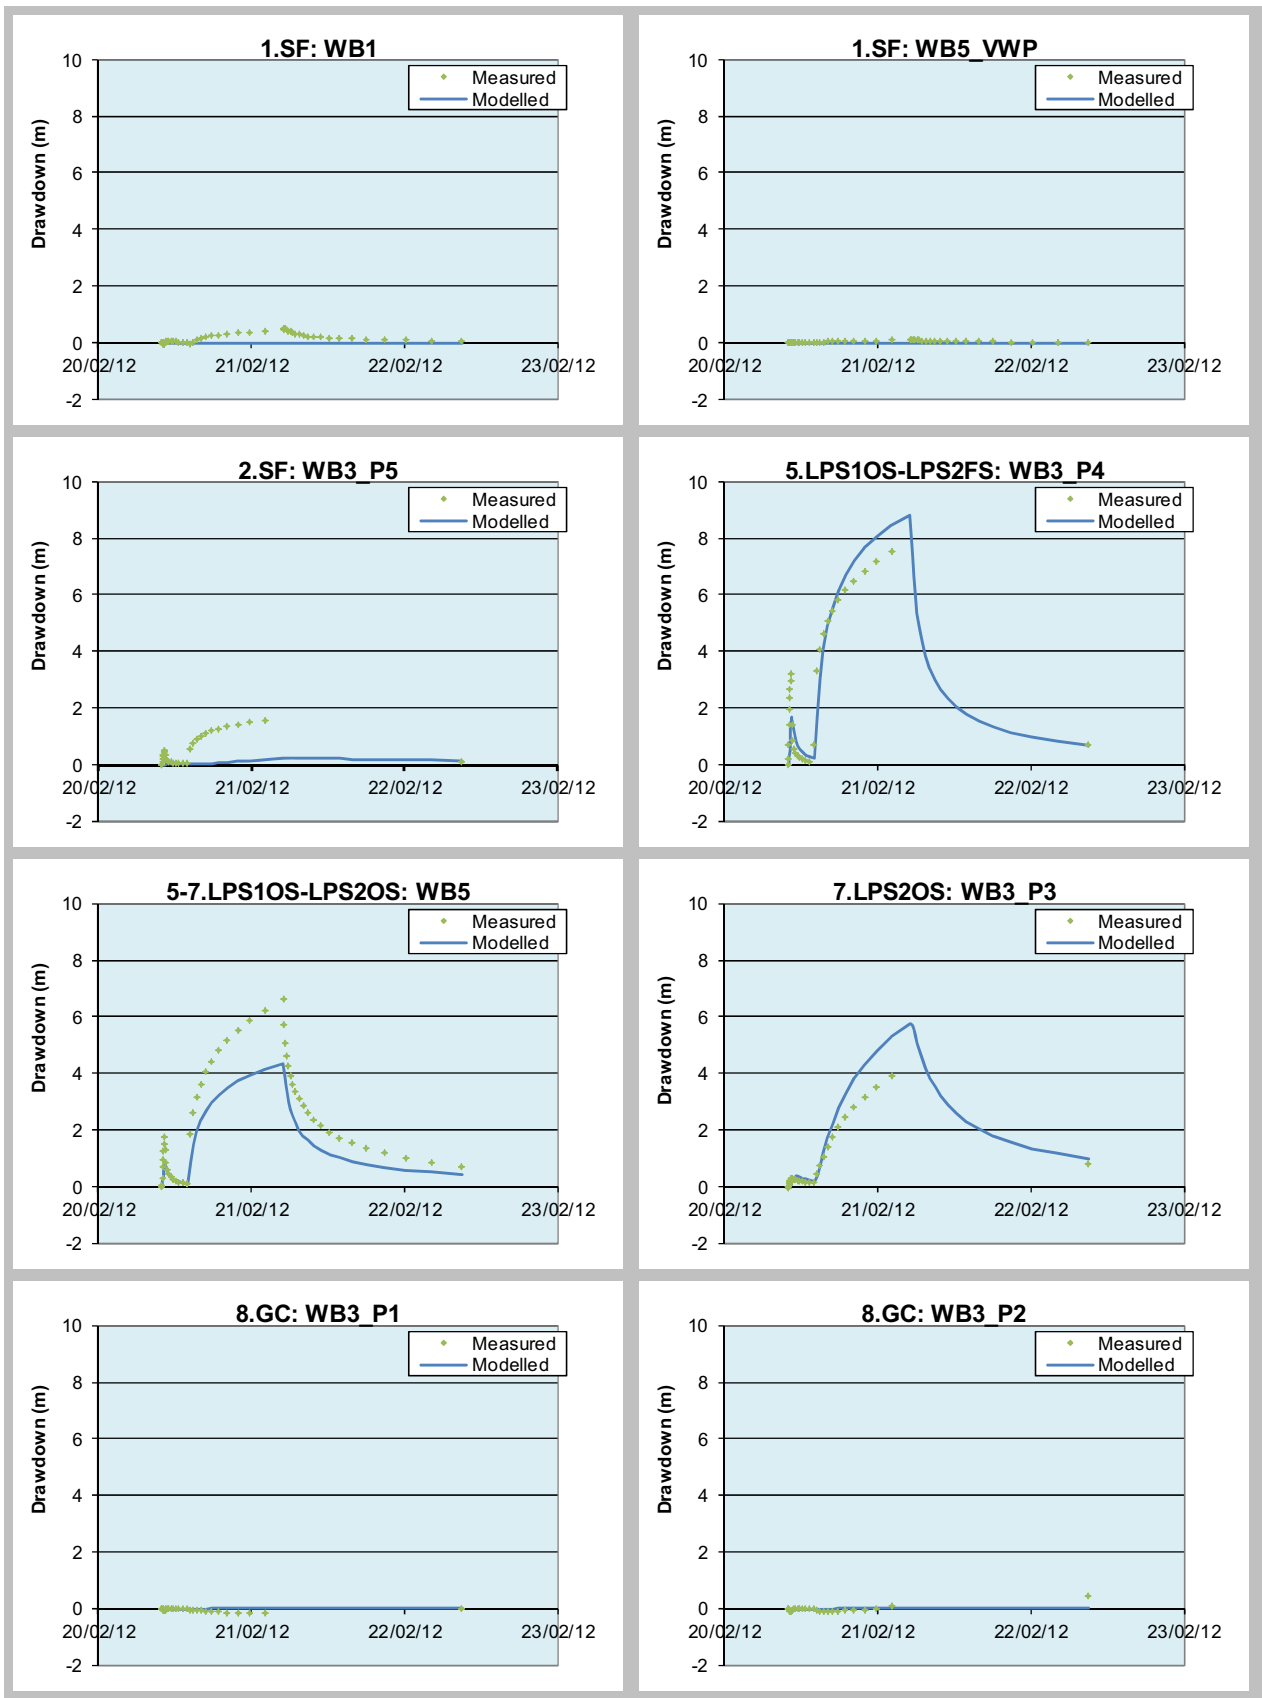 1.SF: WB1
Measured
Modelled
Drawdown (m)
10
8
6
4
2
0
-2
20/02/12 21/02/12 22/02/12 23/02/12
1.SF: WB5_VWP
Measured
Modelled
Drawdown (m)
10
8
6
4
2
0
-2
20/02/12 21/02/12 22/02/12 23/02/12
2.SF: WB3_P5
Measured
Modelled
Drawdown (m)
10
8
6
4
2
0
-2
20/02/12 21/02/12 22/02/12 23/02/12
5.LPS1OS-LPS2FS: WB3_P4
Measured
Modelled
Drawdown (m)
10
8
6
4
2
0
-2
20/02/12 21/02/12 22/02/12 23/02/12
5-7.LPS1OS-LPS2OS: WB5
Measured
Modelled
Drawdown (m)
10
8
6
4
2
0
-2
20/02/12 21/02/12 22/02/12 23/02/12
7.LPS2OS: WB3_P3
Measured
Modelled
Drawdown (m)
10
8
6
4
2
0
-2
20/02/12 21/02/12 22/02/12 23/02/12
8.GC: WB3_P1
Measured
Modelled
Drawdown (m)
10
8
6
4
2
0
-2
20/02/12 21/02/12 22/02/12 23/02/12
8.GC: WB3_P2
Measured
Modelled
Drawdown (m)
10
8
6
4
2
0
-2
20/02/12 21/02/12 22/02/12 23/02/12